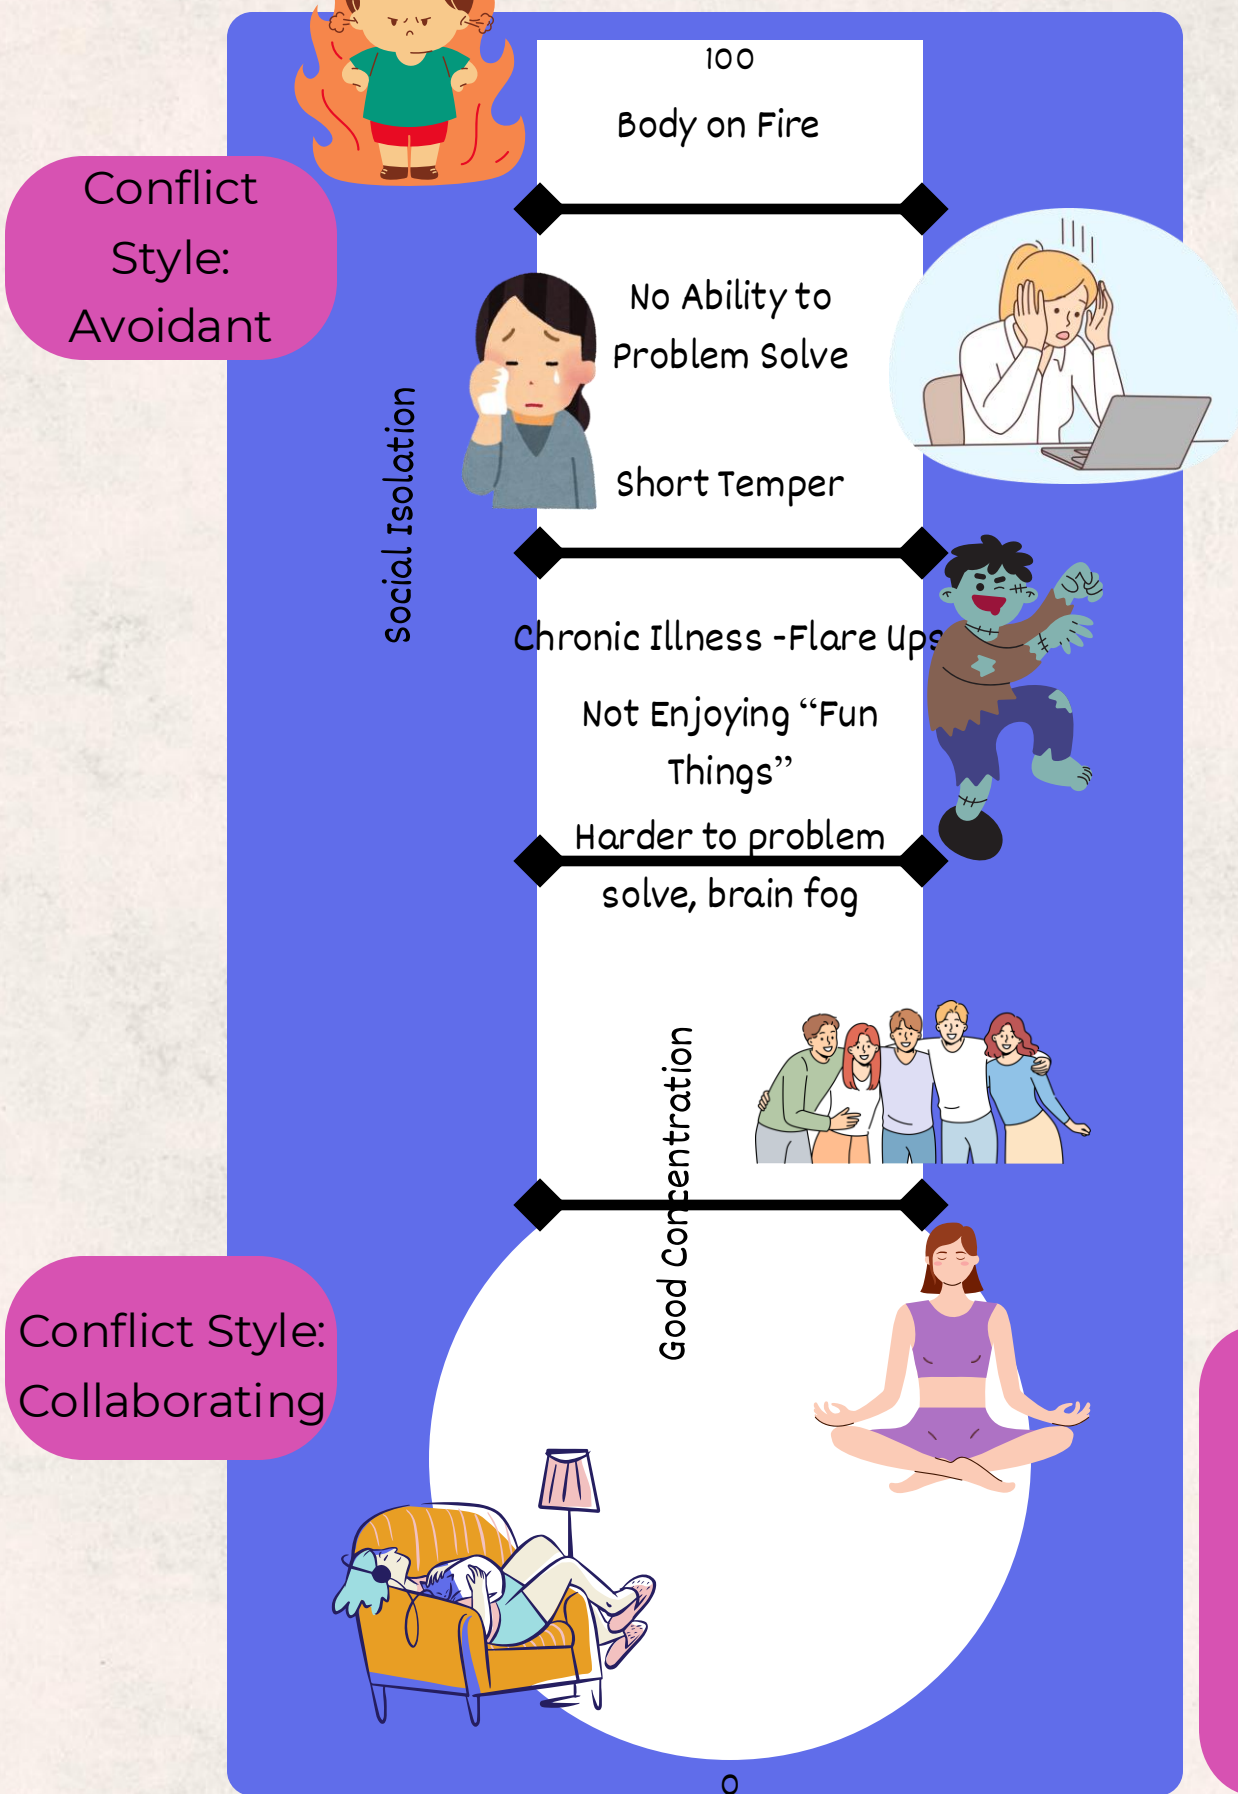 100
Body on Fire
Conflict
Style:
Avoidant
No Ability to
Problem Solve
Short Temper
Social Isolation
Chronic Illness -Flare Ups
Not Enjoying “Fun
Things”
Harder to problem
solve, brain fog
Good Concentration
Conflict Style:
Collaborating
0